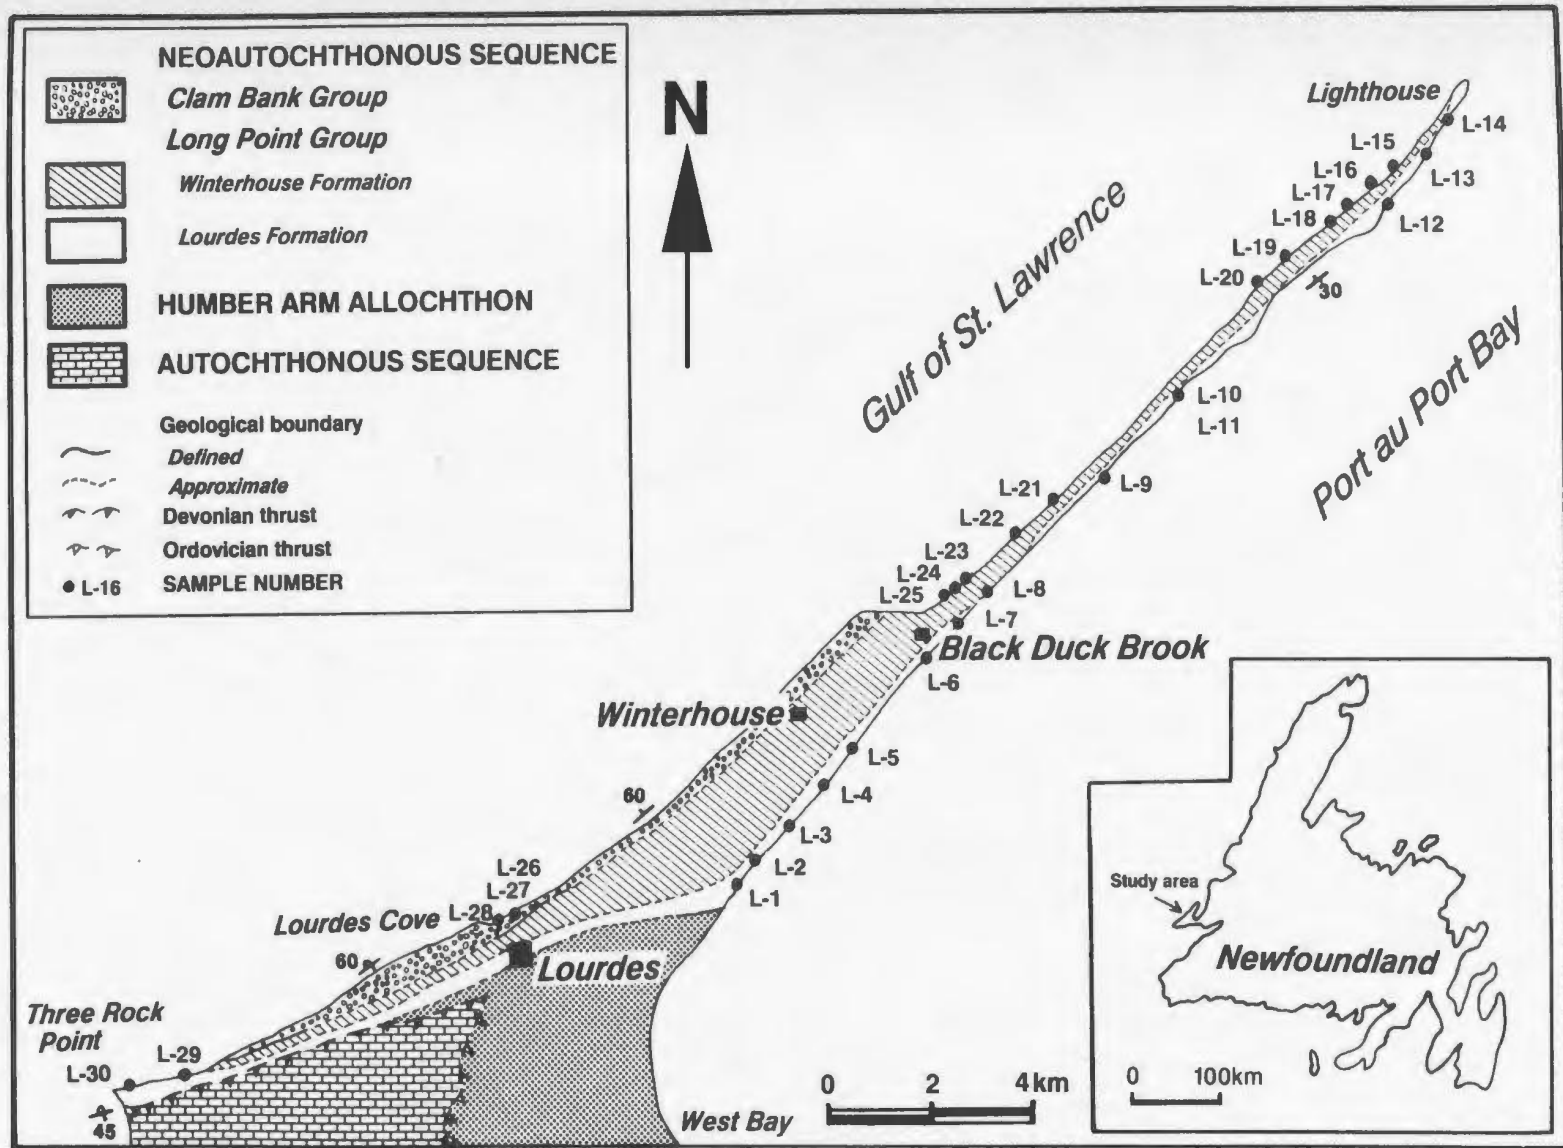 NEOAUTOCHTHONOUS SEQUENCE
Clam Bank Group
Long Point Group
Winterhouse Formation
Lourdes Formation
HUMBER ARM ALLOCHTHON
AUTOCHTHONOUS SEQUENCE
Geological boundary
Defined
Approximate
Devonian thrust
Ordovician thrust
L-16 SAMPLE NUMBER
N
Lighthouse
L-14
L-15
L-16
L-13
L-17
L-18
L-12
L-19
L-20
30
Gulf of St. Lawrence
Port au Port Bay
L-10
L-11
L-21
L-9
L-22
L-23
L-24
L-25
L-8
L-7
Black Duck Brook
L-6
Winterhouse
L-5
L-4
60
L-3
L-2
L-1
L-26
L-27
L-28
Lourdes Cove
60
Lourdes
Three Rock
Point
L-29
L-30
45
West Bay
0 2 4km
Study area
Newfoundland
0 100km